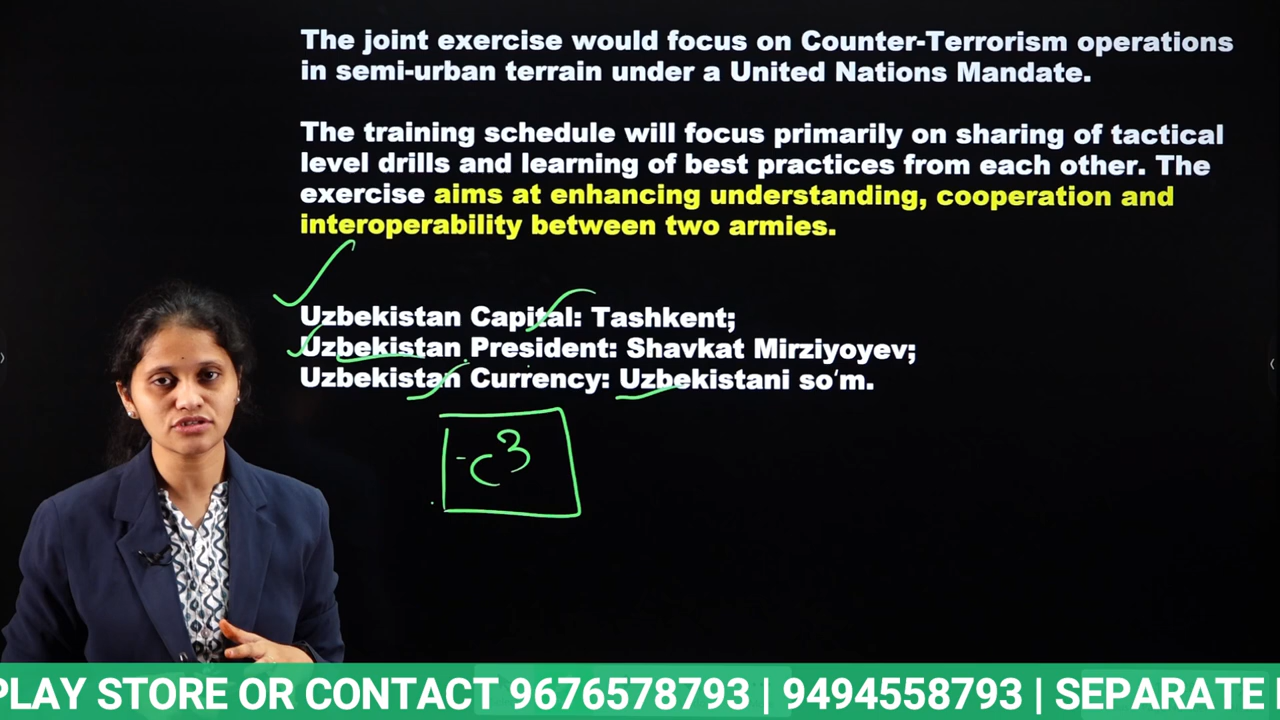 The joint exercise would focus on Counter-Terrorism operations
in semi-urban terrain under a United Nations Mandate.
The training schedule will focus primarily on sharing of tactical
level drills and learning of best practices from each other. The
exercise aims at enhancing understanding, cooperation and
interoperability between two armies.
Uzbekistan Capital: Tashkent;
Uzbekistan President: Shavkat Mirziyoyev;
Uzbekistan Currency: Uzbekistani soʻm.
C3
PLAY STORE OR CONTACT 9676578793 | 9494558793 | SEPARATE